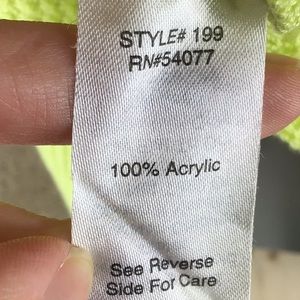 STYLE# 199
RN#54077
100% Acrylic
See Reverse
Side For Care